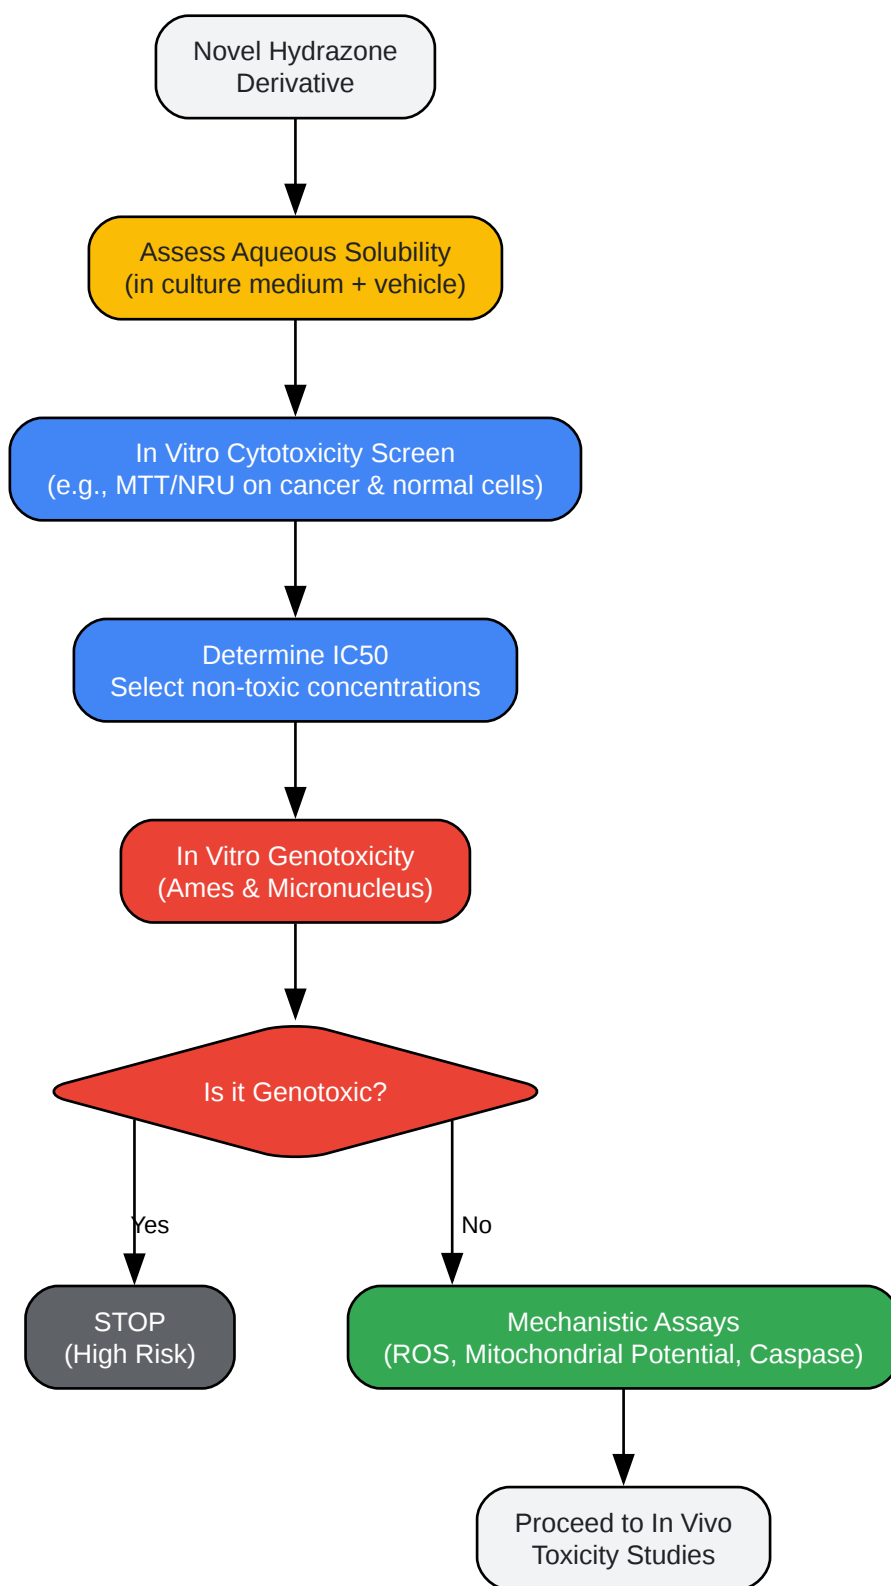 Novel Hydrazone
Derivative
Assess Aqueous Solubility
(in culture medium + vehicle)
In Vitro Cytotoxicity Screen
(e.g., MTT/NRU on cancer & normal cells)
Determine IC50
Select non-toxic concentrations
In Vitro Genotoxicity
(Ames & Micronucleus)
Is it Genotoxic?
Yes
No
STOP
(High Risk)
Mechanistic Assays
(ROS, Mitochondrial Potential, Caspase)
Proceed to In Vivo
Toxicity Studies